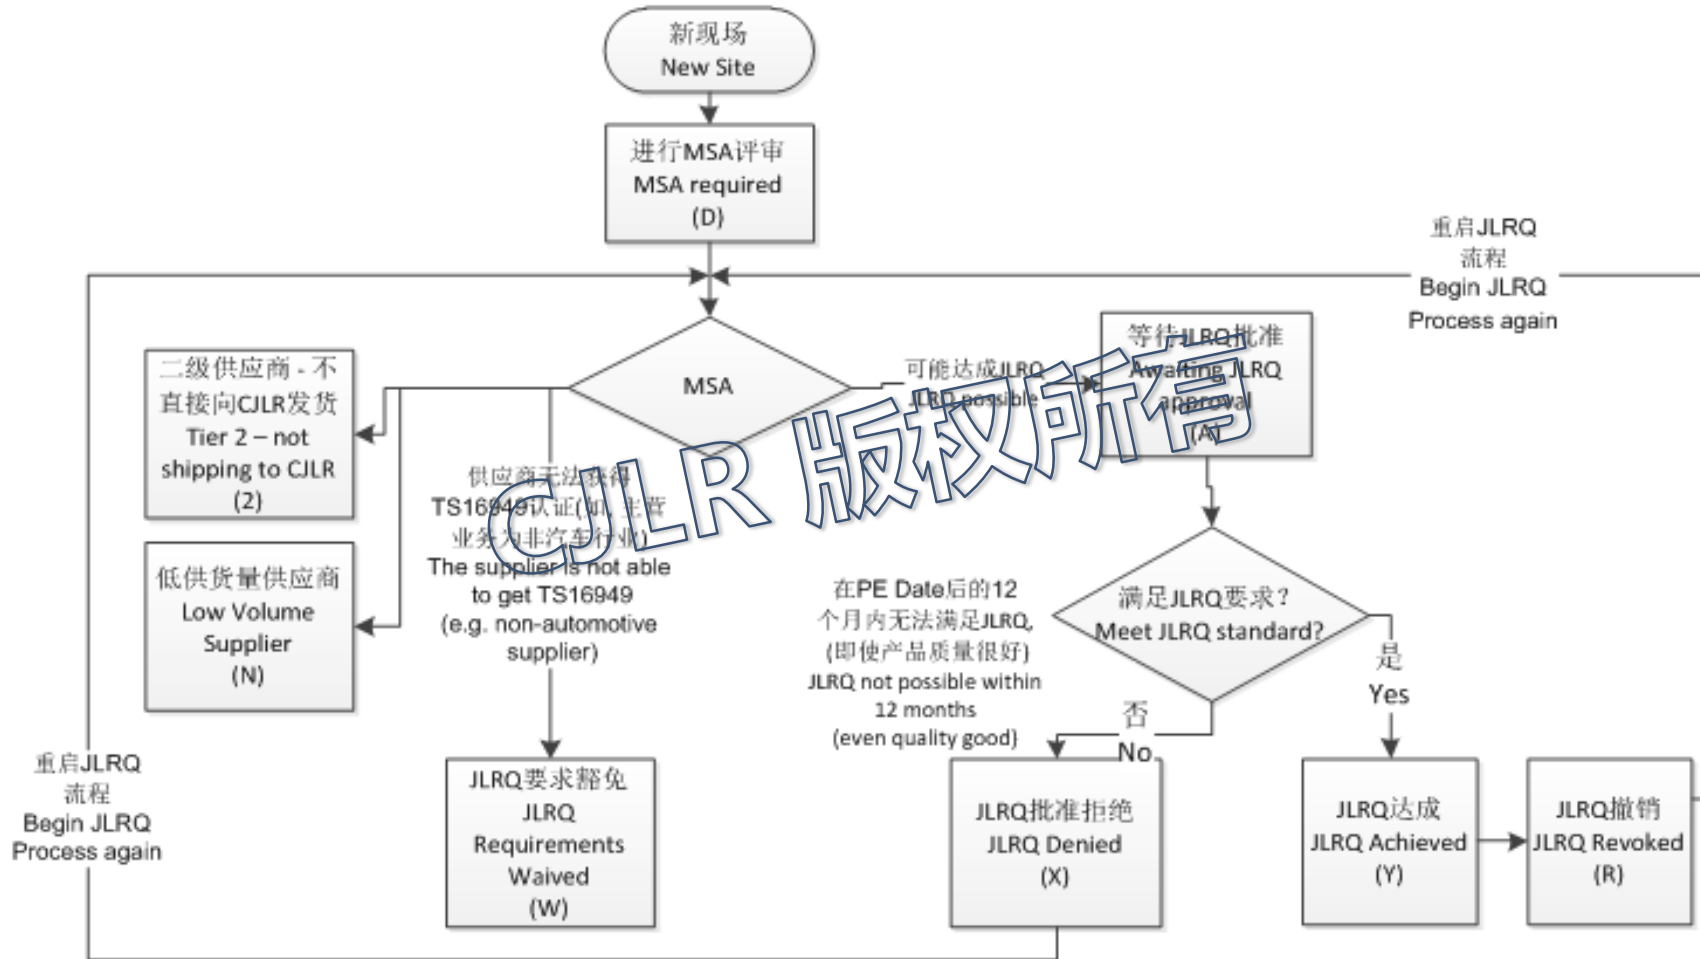 新现场
New Site
进行MSA评审
MSA required
(D)
重启JLRQ
流程
Begin JLRQ
Process again
MSA
可能达成JLRQ
JLRQ possible
等待JLRQ批准
Awaiting JLRQ
approval
(A)
二级供应商 - 不
直接向CJLR发货
Tier 2 – not
shipping to CJLR
(2)
低供货量供应商
Low Volume
Supplier
(N)
供应商无法获得
TS16949认证(如, 主营
业务为非汽车行业)
The supplier is not able
to get TS16949
(e.g. non-automotive
supplier)
CJLR 版权所有
在PE Date后的12
个月内无法满足JLRQ,
(即使产品质量很好)
JLRQ not possible within
12 months
(even quality good)
满足JLRQ要求?
Meet JLRQ standard?
是
Yes
否
No
重启JLRQ
流程
Begin JLRQ
Process again
JLRQ要求豁免
JLRQ
Requirements
Waived
(W)
JLRQ批准拒绝
JLRQ Denied
(X)
JLRQ达成
JLRQ Achieved
(Y)
JLRQ撤销
JLRQ Revoked
(R)